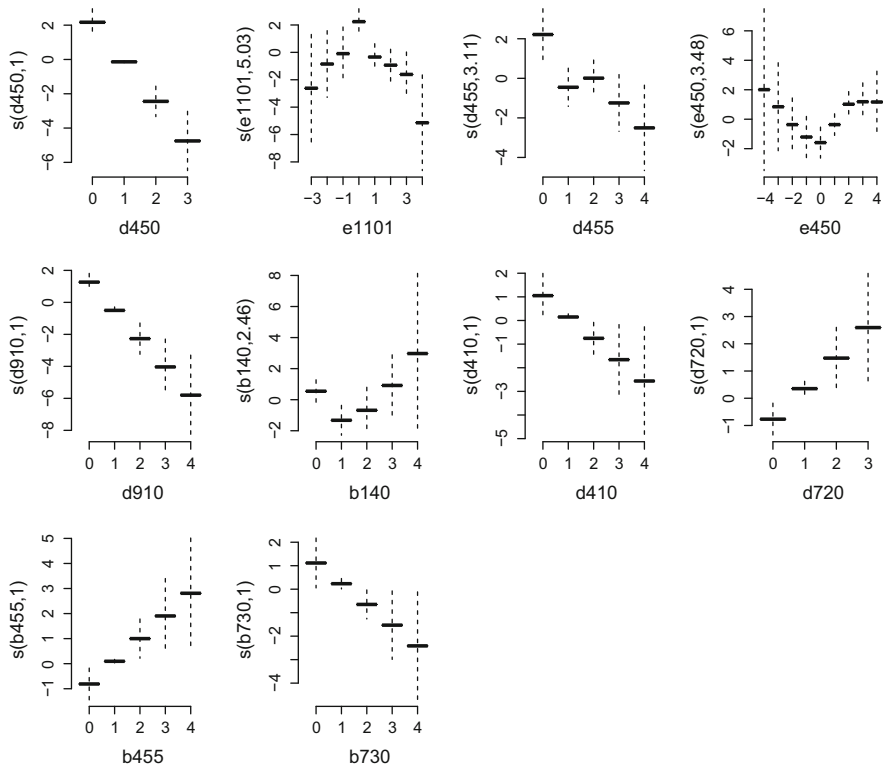 s(d450,1)
2
0
−2
−4
−6
0 1 2 3
d450
s(e1101,5.03)
2
0
−2
−4
−6
−8
−3 −1 1 3
e1101
s(d455,3.11)
2
0
−2
−4
0 1 2 3 4
d455
s(e450,3.48)
6
4
2
0
−2
−4 −2 0 2 4
e450
s(d910,1)
2
0
−2
−4
−6
−8
0 1 2 3 4
d910
s(b140,2.46)
8
6
4
2
0
−2
0 1 2 3 4
b140
s(d410,1)
2
1
0
−1
−3
−5
0 1 2 3 4
d410
s(d720,1)
4
3
2
1
0
−1
0 1 2 3
d720
s(b455,1)
5
4
3
2
1
0
−1
0 1 2 3 4
b455
s(b730,1)
2
1
0
−2
−4
0 1 2 3 4
b730